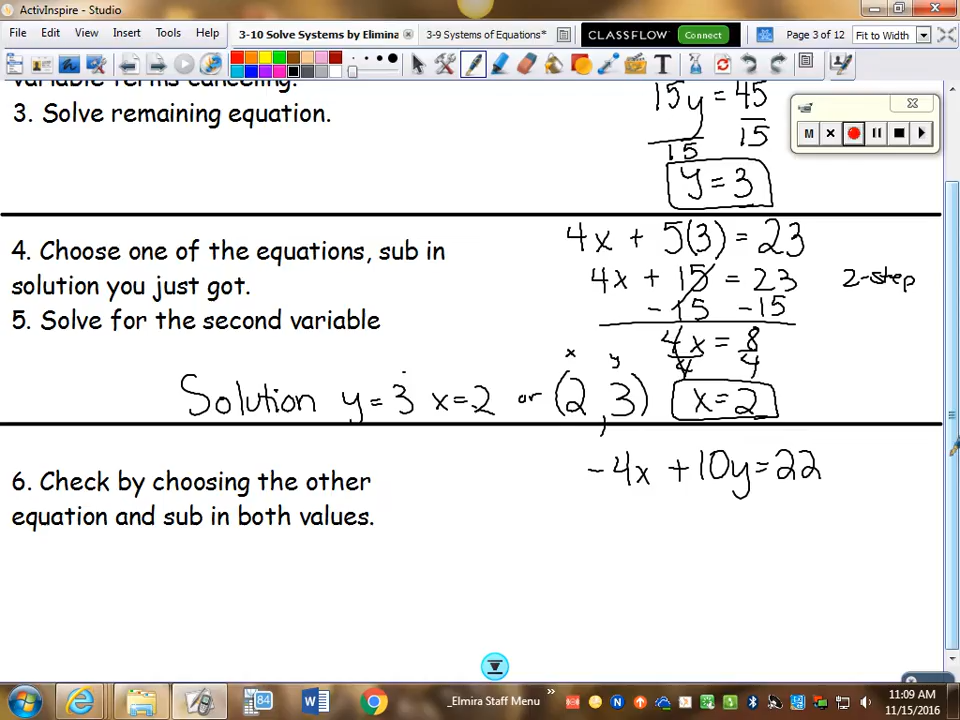 ActivInspire - Studio
File Edit View Insert Tools Help
3-10 Solve Systems by Elimina
3-9 Systems of Equations*
CLASSFLOW Connect
Page 3 of 12
Fit to Width
variable terms canceling.
3. Solve remaining equation.
15y = 45
15 15
y = 3
M
4. Choose one of the equations, sub in
solution you just got.
5. Solve for the second variable
4x + 5(3) = 23
4x + 15 = 23 2-step
-15 -15
4x = 8
4 4
x = 2
x y
Solution y = 3 x = 2 or (2, 3)
6. Check by choosing the other
equation and sub in both values.
-4x + 10y = 22
84
_Elmira Staff Menu
»
11:09 AM
11/15/2016